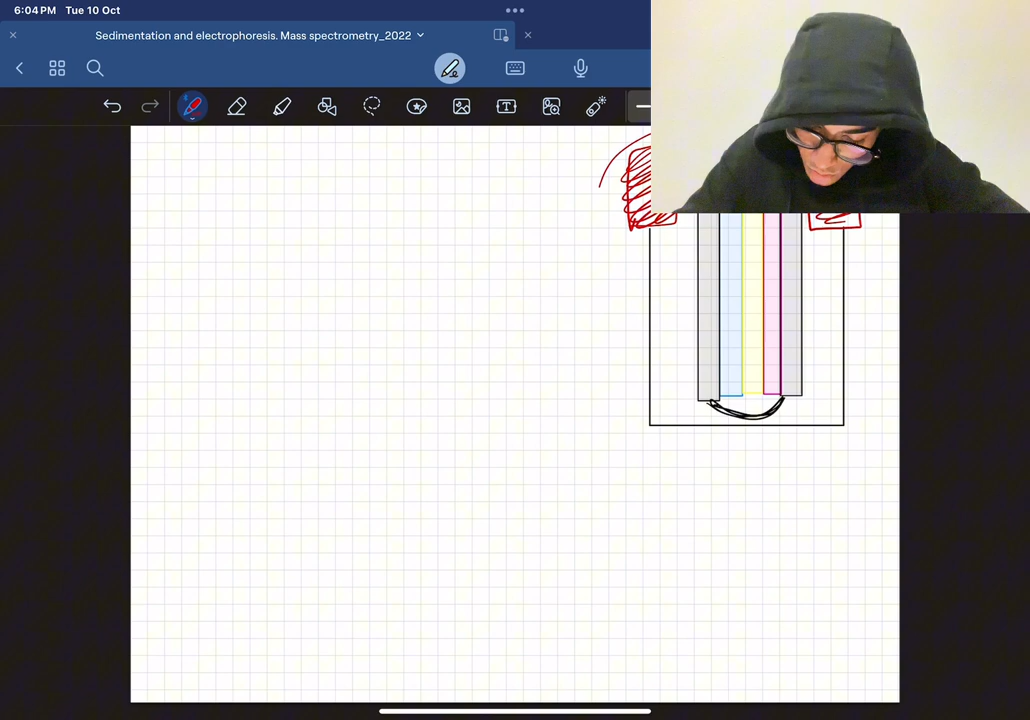 6:04 PM Tue 10 Oct
Sedimentation and electrophoresis. Mass spectrometry_2022